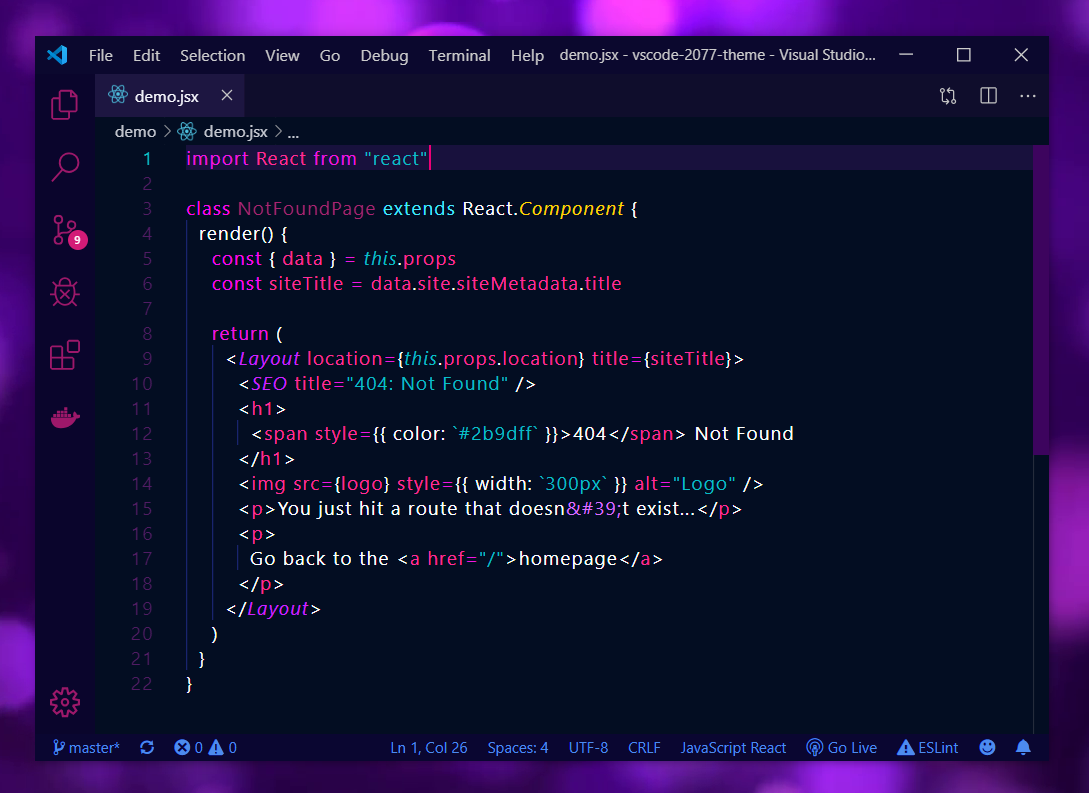 File Edit Selection View Go Debug Terminal Help demo.jsx - vscode-2077-theme - Visual Studio...
demo.jsx
demo > demo.jsx > ...
9
1 import React from "react"
2
3 class NotFoundPage extends React.Component {
4   render() {
5     const { data } = this.props
6     const siteTitle = data.site.siteMetadata.title
7
8     return (
9       <Layout location={this.props.location} title={siteTitle}>
10         <SEO title="404: Not Found" />
11         <h1>
12           <span style={{ color: `#2b9dff` }}>404</span> Not Found
13         </h1>
14         <img src={logo} style={{ width: `300px` }} alt="Logo" />
15         <p>You just hit a route that doesn&#39;t exist...</p>
16         <p>
17           Go back to the <a href="/">homepage</a>
18         </p>
19       </Layout>
20     )
21   }
22 }
master* 0 0 Ln 1, Col 26 Spaces: 4 UTF-8 CRLF JavaScript React Go Live ESLint